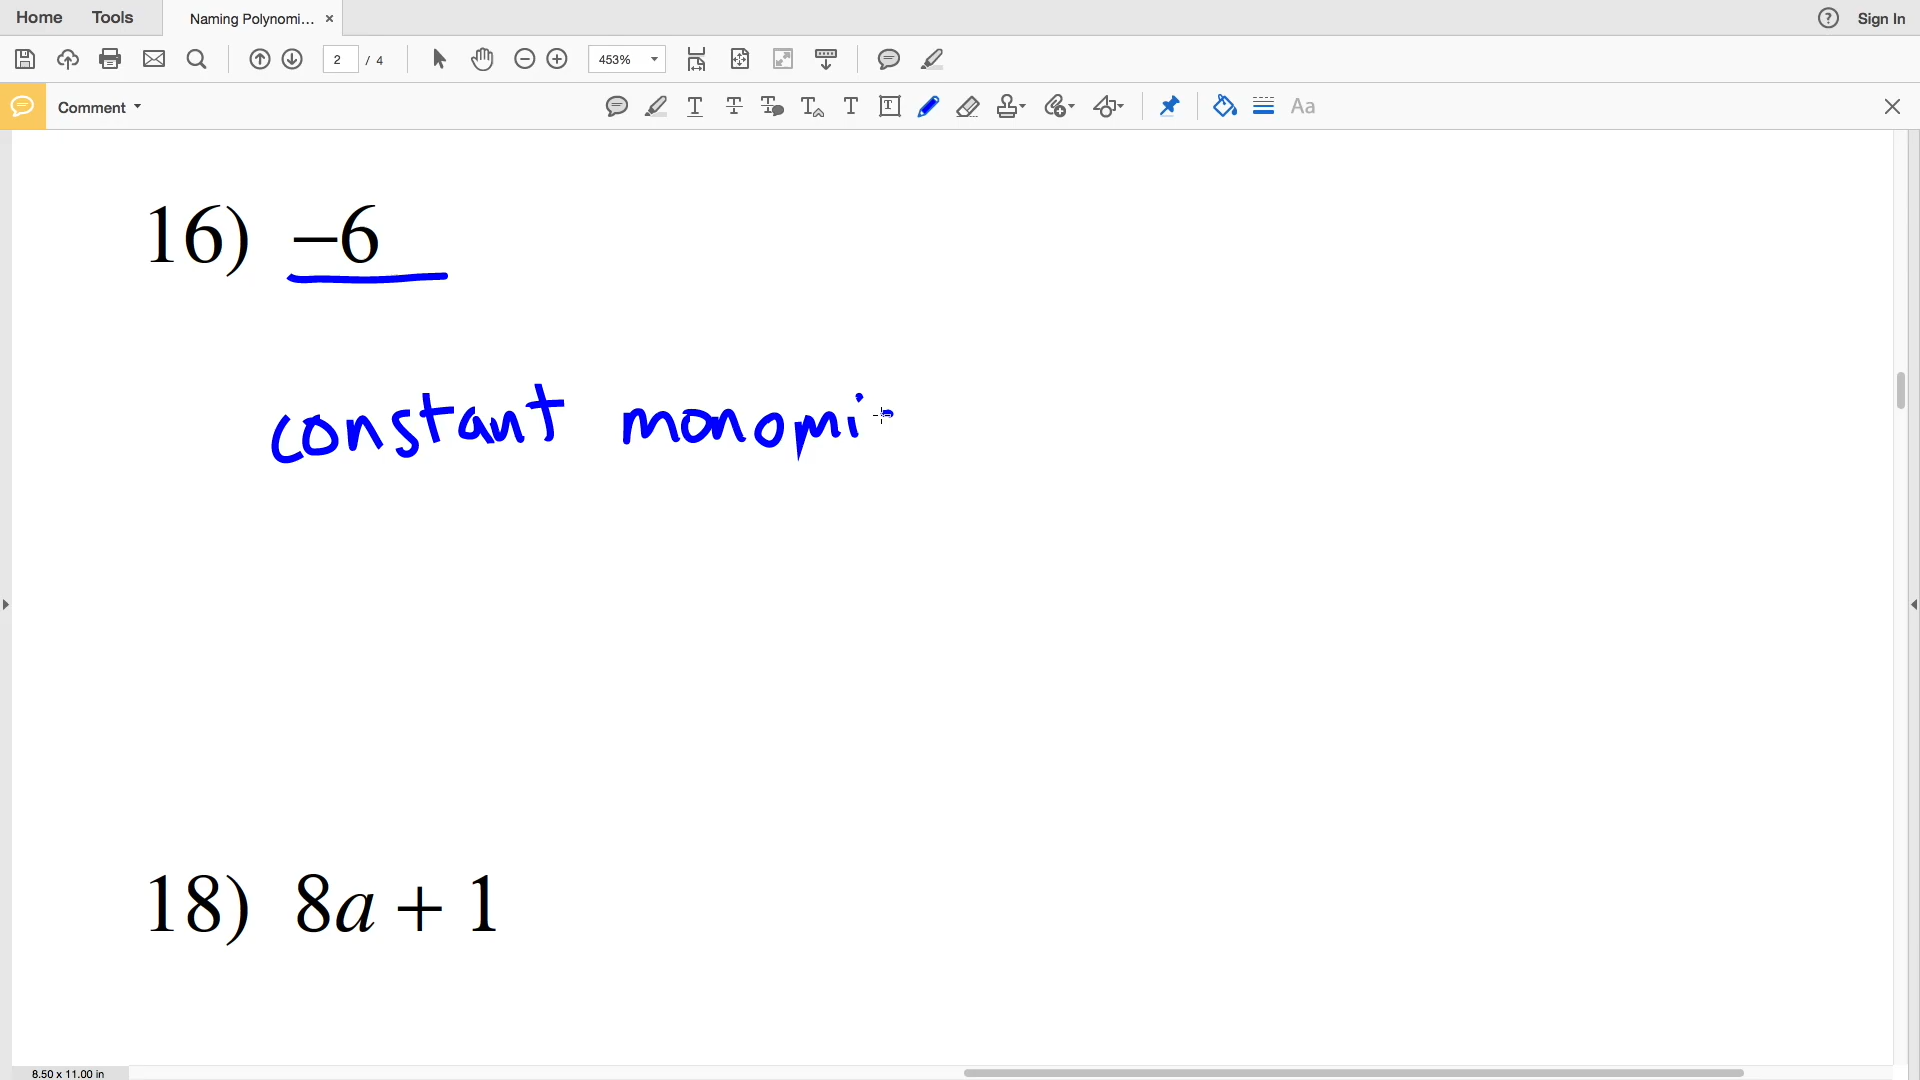 Home Tools Naming Polynomi... × ? Sign In
2 / 4 453%
Comment Aa
16) –6
constant monomi
18) 8a + 1
8.50 x 11.00 in